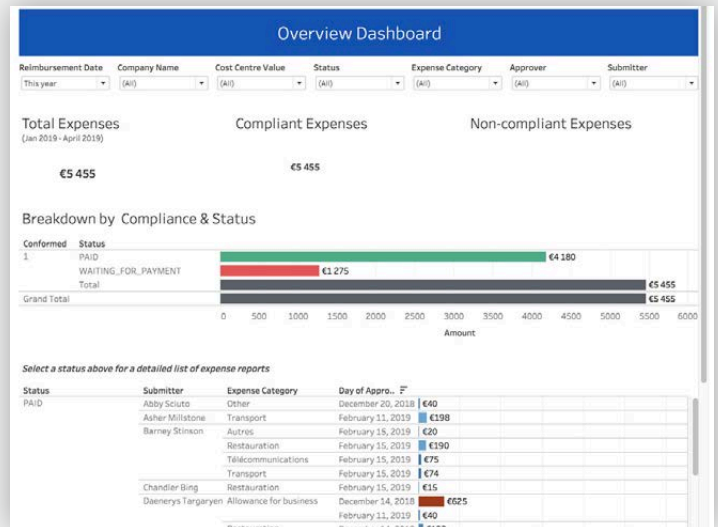 Overview Dashboard
Reimbursement Date Company Name Cost Centre Value Status Expense Category Approver Submitter
This year (All) (All) (All) (All) (All) (All)
Total Expenses Compliant Expenses Non-compliant Expenses
(Jan 2019 - April 2019)
€5 455 €5 455
Breakdown by Compliance & Status
Conformed Status
1 PAID €4 180
WAITING_FOR_PAYMENT €1 275
Total €5 455
Grand Total €5 455
0 500 1000 1500 2000 2500 3000 3500 4000 4500 5000 5500 6000
Amount
Select a status above for a detailed list of expense reports
Status Submitter Expense Category Day of Appro..
PAID Abby Sciuto Other December 20, 2018 €40
Asher Millstone Transport February 11, 2019 €198
Barney Stinson Autres February 15, 2019 €20
Restauration February 15, 2019 €190
Télécommunications February 15, 2019 €75
Transport February 15, 2019 €74
Chandler Bing Restauration February 15, 2019 €15
Daenerys Targaryen Allowance for business December 14, 2018 €625
February 11, 2019 €40